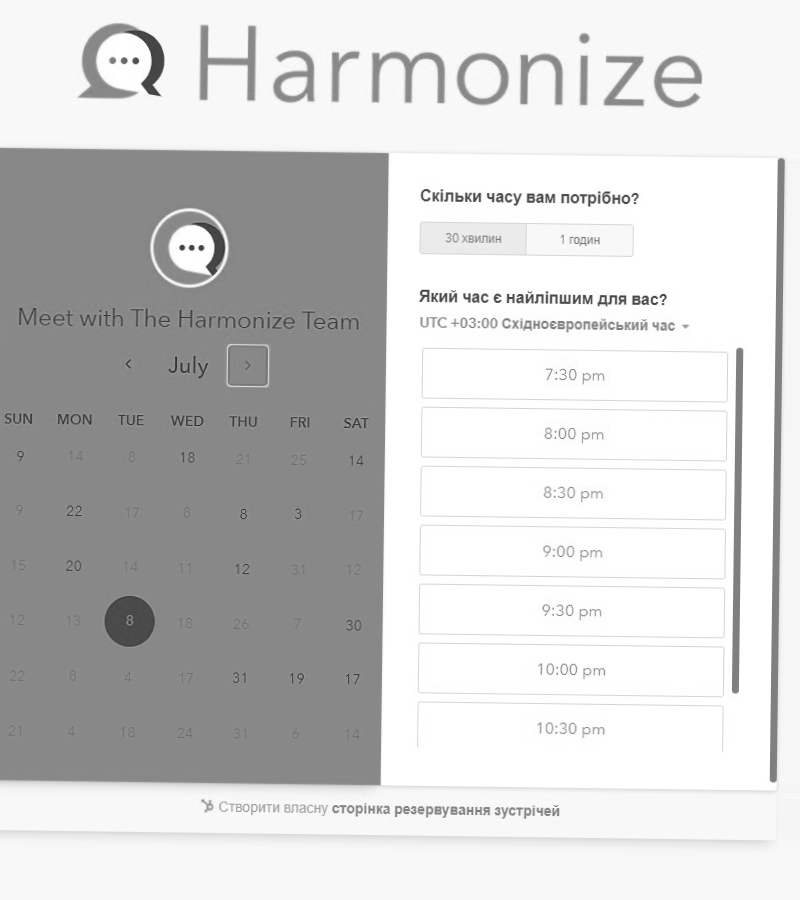 Harmonize
Meet with The Harmonize Team
July
SUN MON TUE WED THU FRI SAT
9 14 8 18 21 25 14
9 22 17 8 8 3 17
15 20 14 11 12 31 12
12 13 8 18 26 7 30
22 8 4 17 31 19 17
21 4 18 24 31 6 14
Скільки часу вам потрібно?
30 хвилин 1 годин
Який час є найліпшим для вас?
UTC +03:00 Східноєвропейський час
7:30 pm
8:00 pm
8:30 pm
9:00 pm
9:30 pm
10:00 pm
10:30 pm
Створити власну сторінка резервування зустрічей